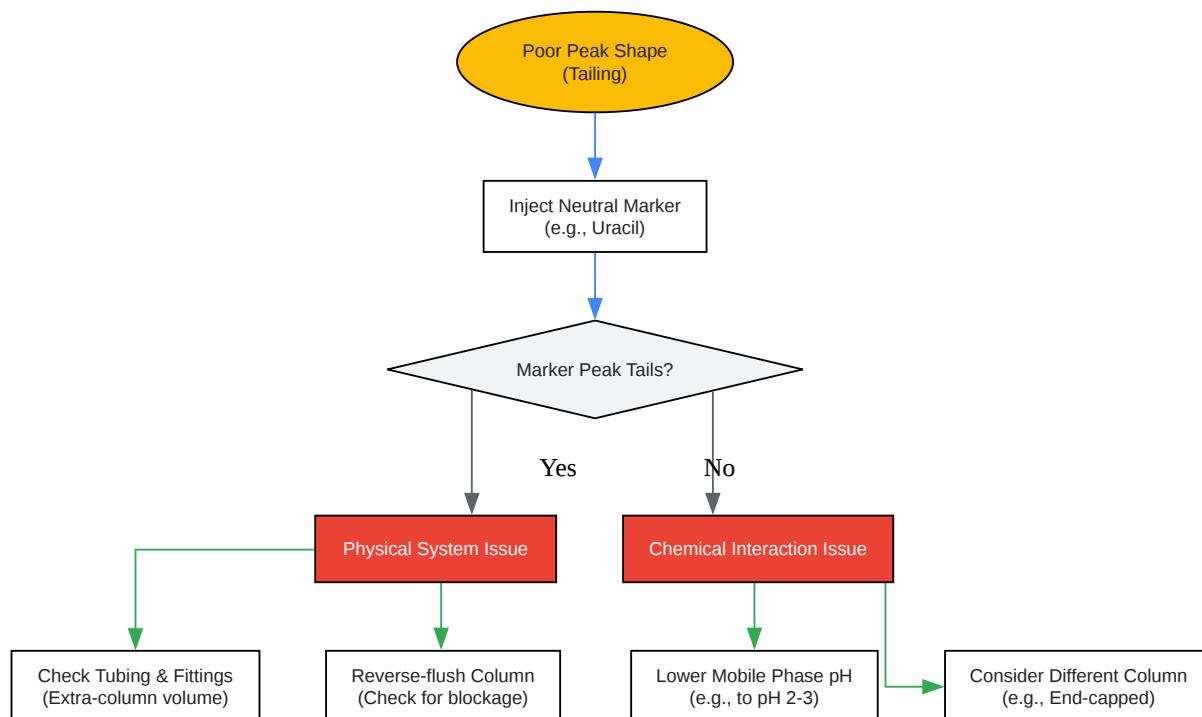 Poor Peak Shape
(Tailing)
Inject Neutral Marker
(e.g., Uracil)
Marker Peak Tails?
Yes
No
Physical System Issue
Chemical Interaction Issue
Check Tubing & Fittings
(Extra-column volume)
Reverse-flush Column
(Check for blockage)
Lower Mobile Phase pH
(e.g., to pH 2-3)
Consider Different Column
(e.g., End-capped)